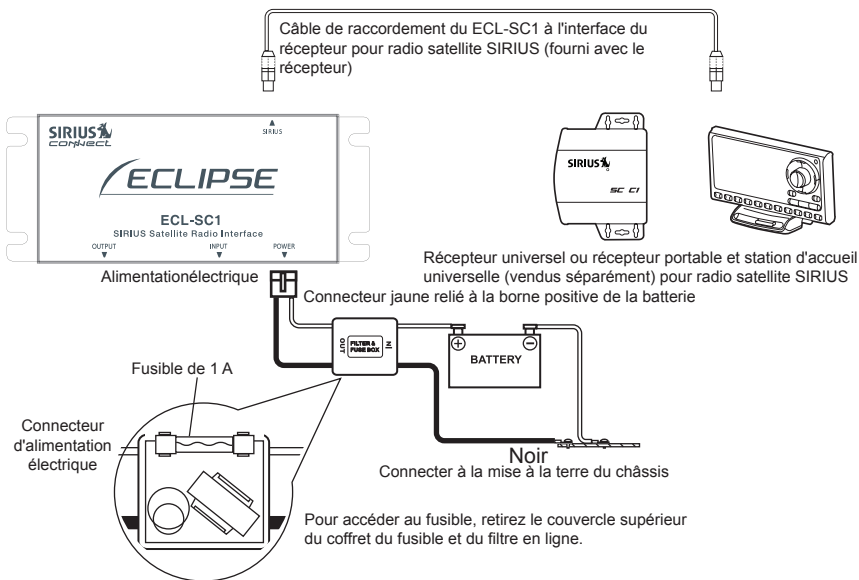 Câble de raccordement du ECL-SC1 à l'interface du
récepteur pour radio satellite SIRIUS (fourni avec le
récepteur)
SIRIUS
CONNECT
SIRIUS
ECLIPSE
ECL-SC1
SIRIUS Satellite Radio Interface
OUTPUT
INPUT
POWER
SIRIUS
SC C1
Récepteur universel ou récepteur portable et station d'accueil
universelle (vendus séparément) pour radio satellite SIRIUS
Alimentationélectrique
Connecteur jaune relié à la borne positive de la batterie
OUT
FILTER &
FUSE BOX
IN
BATTERY
Fusible de 1 A
Connecteur
d'alimentation
électrique
Noir
Connecter à la mise à la terre du châssis
Pour accéder au fusible, retirez le couvercle supérieur
du coffret du fusible et du filtre en ligne.